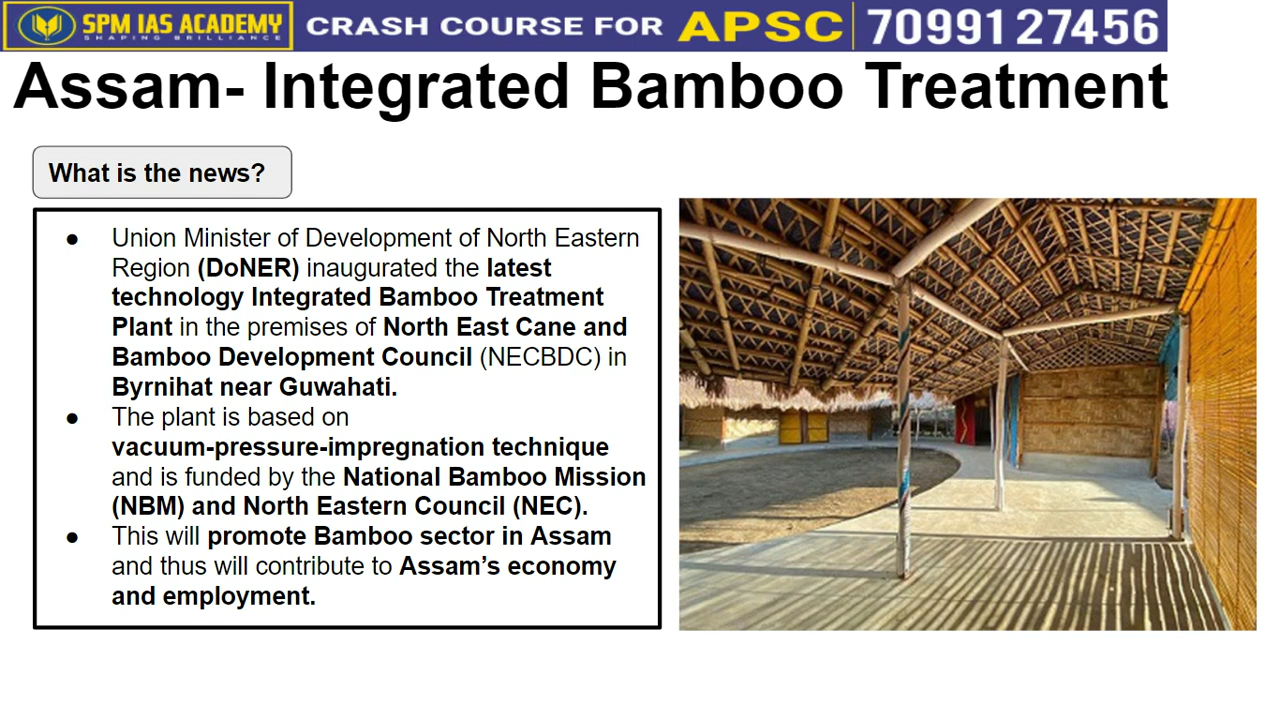 SPM IAS ACADEMY
SHAPING BRILLIANCE
CRASH COURSE FOR APSC 7099127456
Assam- Integrated Bamboo Treatment
What is the news?
● Union Minister of Development of North Eastern
Region (DoNER) inaugurated the latest
technology Integrated Bamboo Treatment
Plant in the premises of North East Cane and
Bamboo Development Council (NECBDC) in
Byrnihat near Guwahati.
● The plant is based on
vacuum-pressure-impregnation technique
and is funded by the National Bamboo Mission
(NBM) and North Eastern Council (NEC).
● This will promote Bamboo sector in Assam
and thus will contribute to Assam’s economy
and employment.